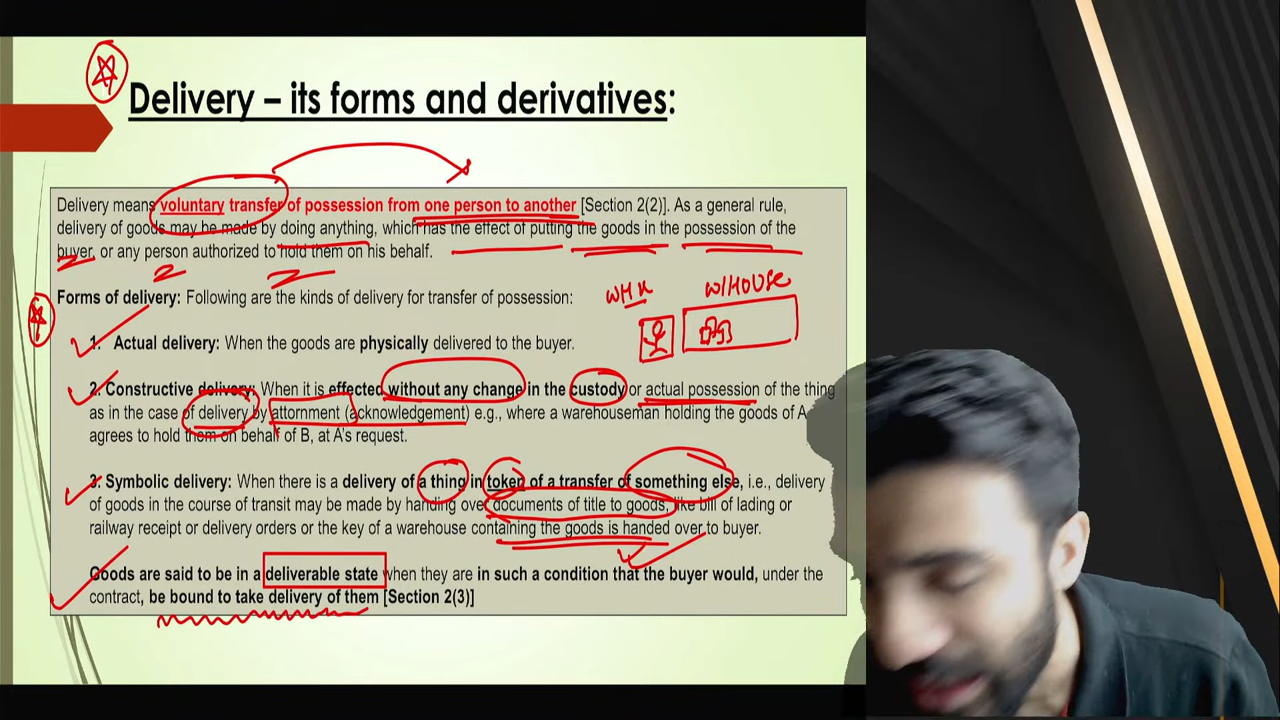 Delivery – its forms and derivatives:
Delivery means voluntary transfer of possession from one person to another [Section 2(2)]. As a general rule,
delivery of goods may be made by doing anything, which has the effect of putting the goods in the possession of the
buyer, or any person authorized to hold them on his behalf.
Forms of delivery: Following are the kinds of delivery for transfer of possession:
W/HOUSE
1. Actual delivery: When the goods are physically delivered to the buyer.
2. Constructive delivery: When it is effected without any change in the custody or actual possession of the thing
as in the case of delivery by attornment (acknowledgement) e.g., where a warehouseman holding the goods of A
agrees to hold them on behalf of B, at A's request.
3. Symbolic delivery: When there is a delivery of a thing in token of a transfer of something else, i.e., delivery
of goods in the course of transit may be made by handing over documents of title to goods, like bill of lading or
railway receipt or delivery orders or the key of a warehouse containing the goods is handed over to buyer.
Goods are said to be in a deliverable state when they are in such a condition that the buyer would, under the
contract, be bound to take delivery of them [Section 2(3)]